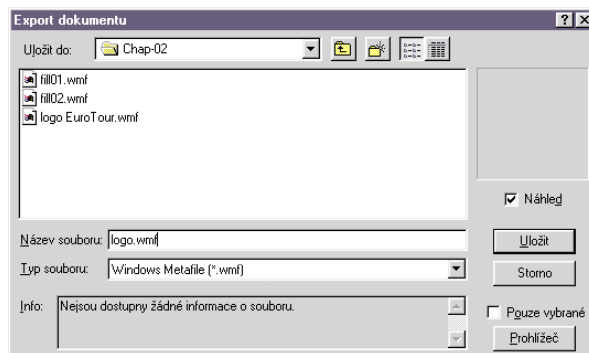 Export dokumentu
Uložit do: Chap-02
fill01.wmf
fill02.wmf
logo EuroTour.wmf
Náhled
Název souboru: logo.wmf
Uložit
Typ souboru: Windows Metafile (*.wmf)
Storno
Info: Nejsou dostupny žádné informace o souboru.
Pouze vybrané
Prohlížeč